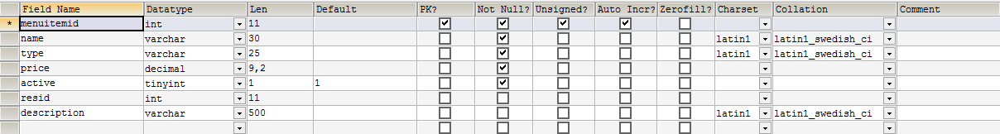 Field Name Datatype Len Default PK? Not Null? Unsigned? Auto Incr? Zerofill? Charset Collation Comment
* menuitemid int 11
name varchar 30 latin1 latin1_swedish_ci
type varchar 25 latin1 latin1_swedish_ci
price decimal 9,2
active tinyint 1 1
resid int 11
description varchar 500 latin1 latin1_swedish_ci